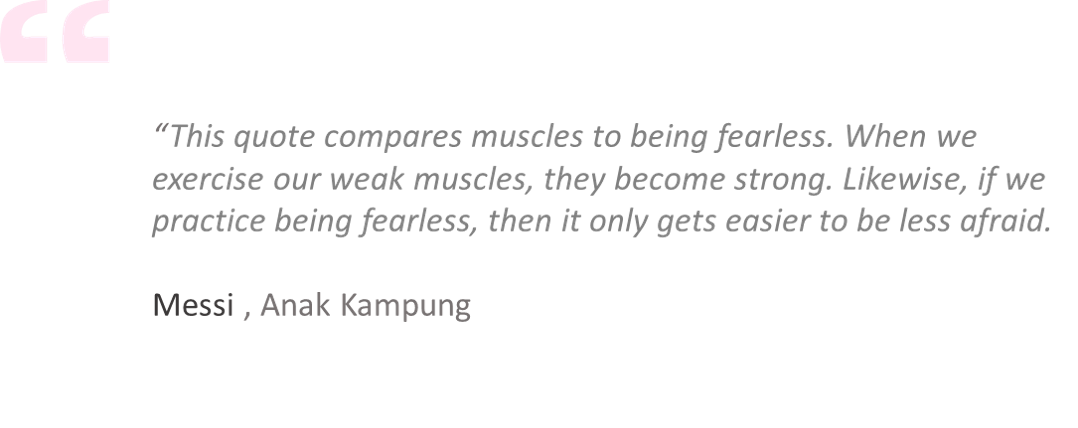 “This quote compares muscles to being fearless. When we
exercise our weak muscles, they become strong. Likewise, if we
practice being fearless, then it only gets easier to be less afraid.
Messi , Anak Kampung